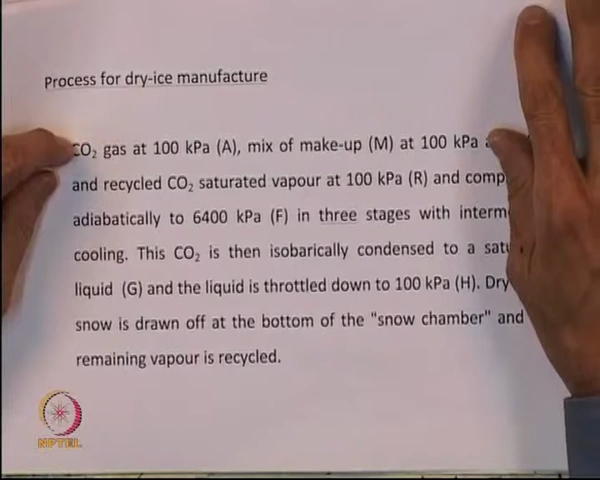 Process for dry-ice manufacture
CO₂ gas at 100 kPa (A), mix of make-up (M) at 100 kPa
and recycled CO₂ saturated vapour at 100 kPa (R) and
adiabatically to 6400 kPa (F) in three stages with
cooling. This CO₂ is then isobarically condensed to a
liquid (G) and the liquid is throttled down to 100 kPa (H). Dry
snow is drawn off at the bottom of the "snow chamber" and
remaining vapour is recycled.
NPTEL